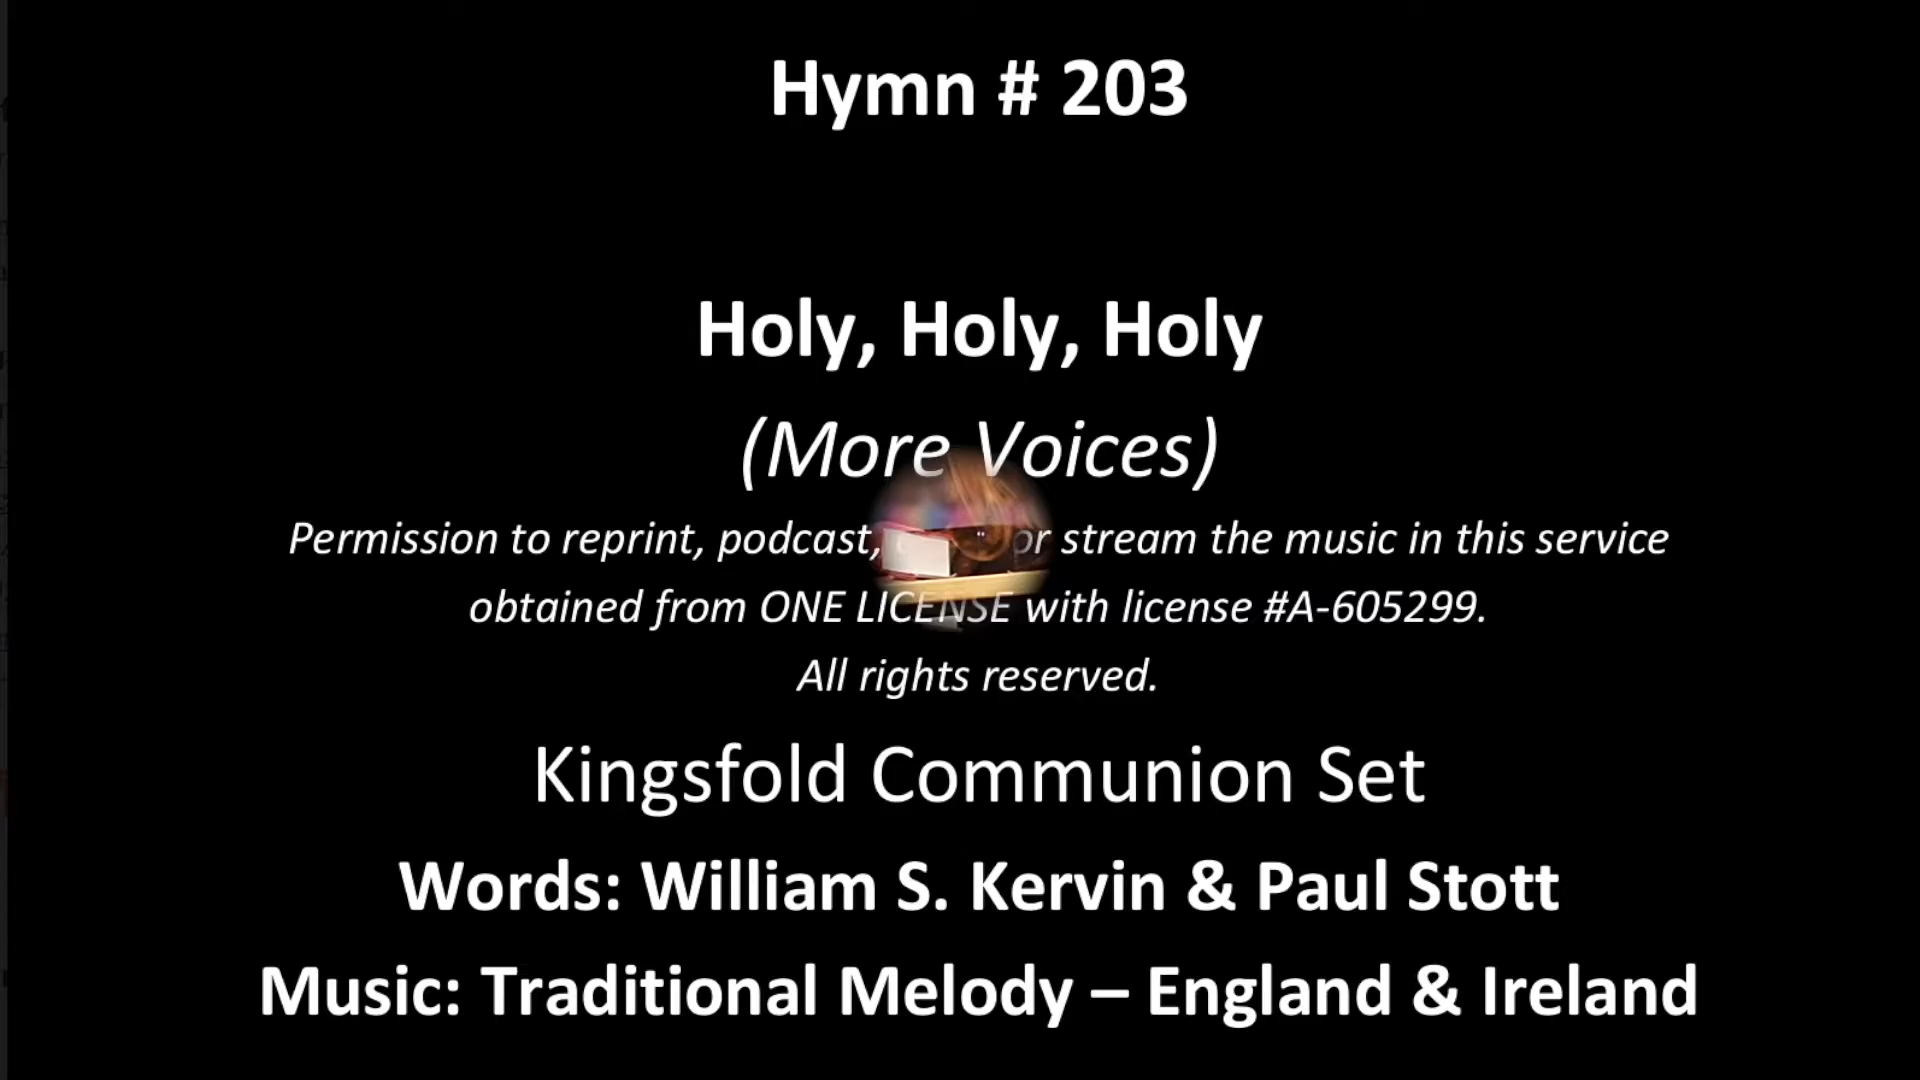 Hymn # 203
Holy, Holy, Holy
(More Voices)
Permission to reprint, podcast, or stream the music in this service
obtained from ONE LICENSE with license #A-605299.
All rights reserved.
Kingsfold Communion Set
Words: William S. Kervin & Paul Stott
Music: Traditional Melody – England & Ireland